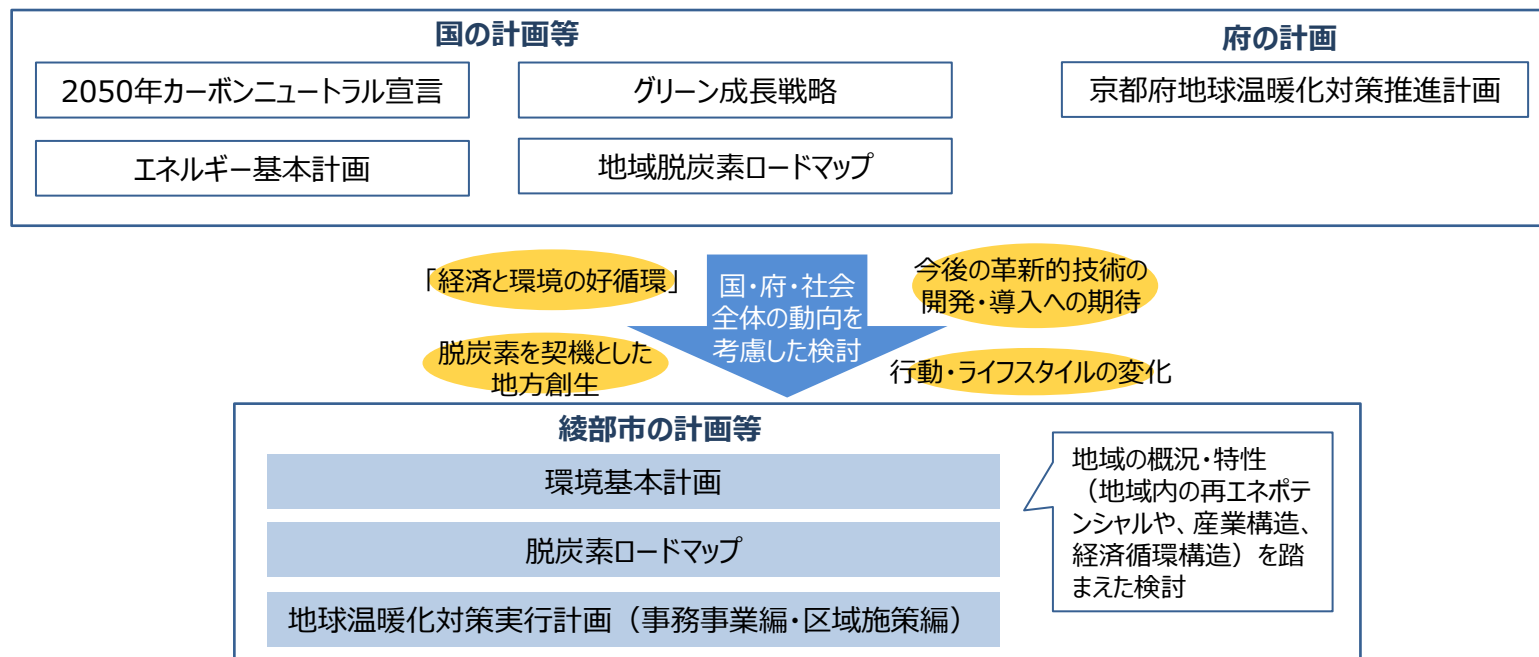 国の計画等
府の計画
2050年カーボンニュートラル宣言
グリーン成長戦略
京都府地球温暖化対策推進計画
エネルギー基本計画
地域脱炭素ロードマップ
「経済と環境の好循環」
国・府・社会
全体の動向を
考慮した検討
今後の革新的技術の
開発・導入への期待
脱炭素を契機とした
地方創生
行動・ライフスタイルの変化
綾部市の計画等
環境基本計画
脱炭素ロードマップ
地球温暖化対策実行計画（事務事業編・区域施策編）
地域の概況・特性
（地域内の再エネポテ
ンシャルや、産業構造、
経済循環構造）を踏
まえた検討